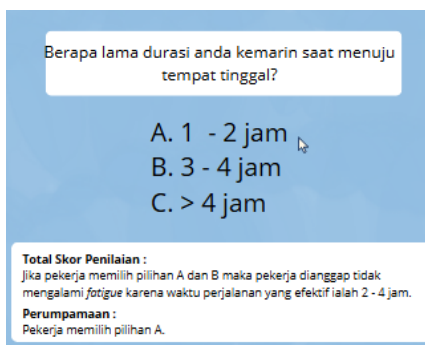 Berapa lama durasi anda kemarin saat menuju
tempat tinggal?
A. 1 - 2 jam
B. 3 - 4 jam
C. > 4 jam
Total Skor Penilaian :
Jika pekerja memilih pilihan A dan B maka pekerja dianggap tidak
mengalami fatigue karena waktu perjalanan yang efektif ialah 2 - 4 jam.
Perumpamaan :
Pekerja memilih pilihan A.